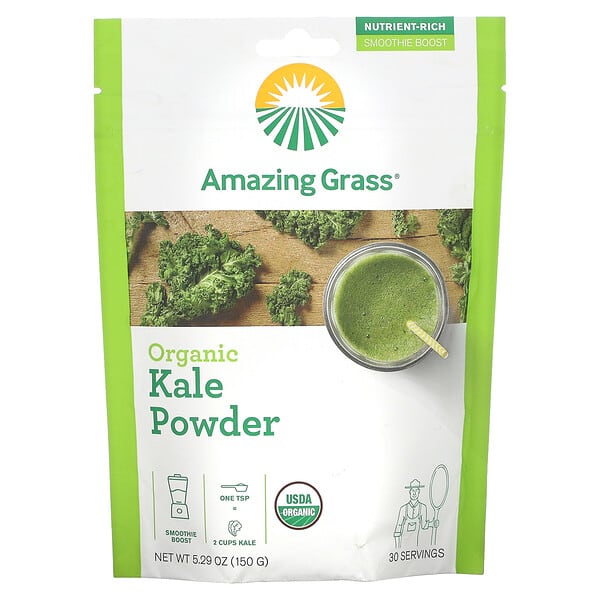 NUTRIENT-RICH
SMOOTHIE BOOST
Amazing Grass®
Organic
Kale
Powder
ONE TSP
=
2 CUPS KALE
SMOOTHIE
BOOST
USDA
ORGANIC
NET WT 5.29 OZ (150 G)
30 SERVINGS